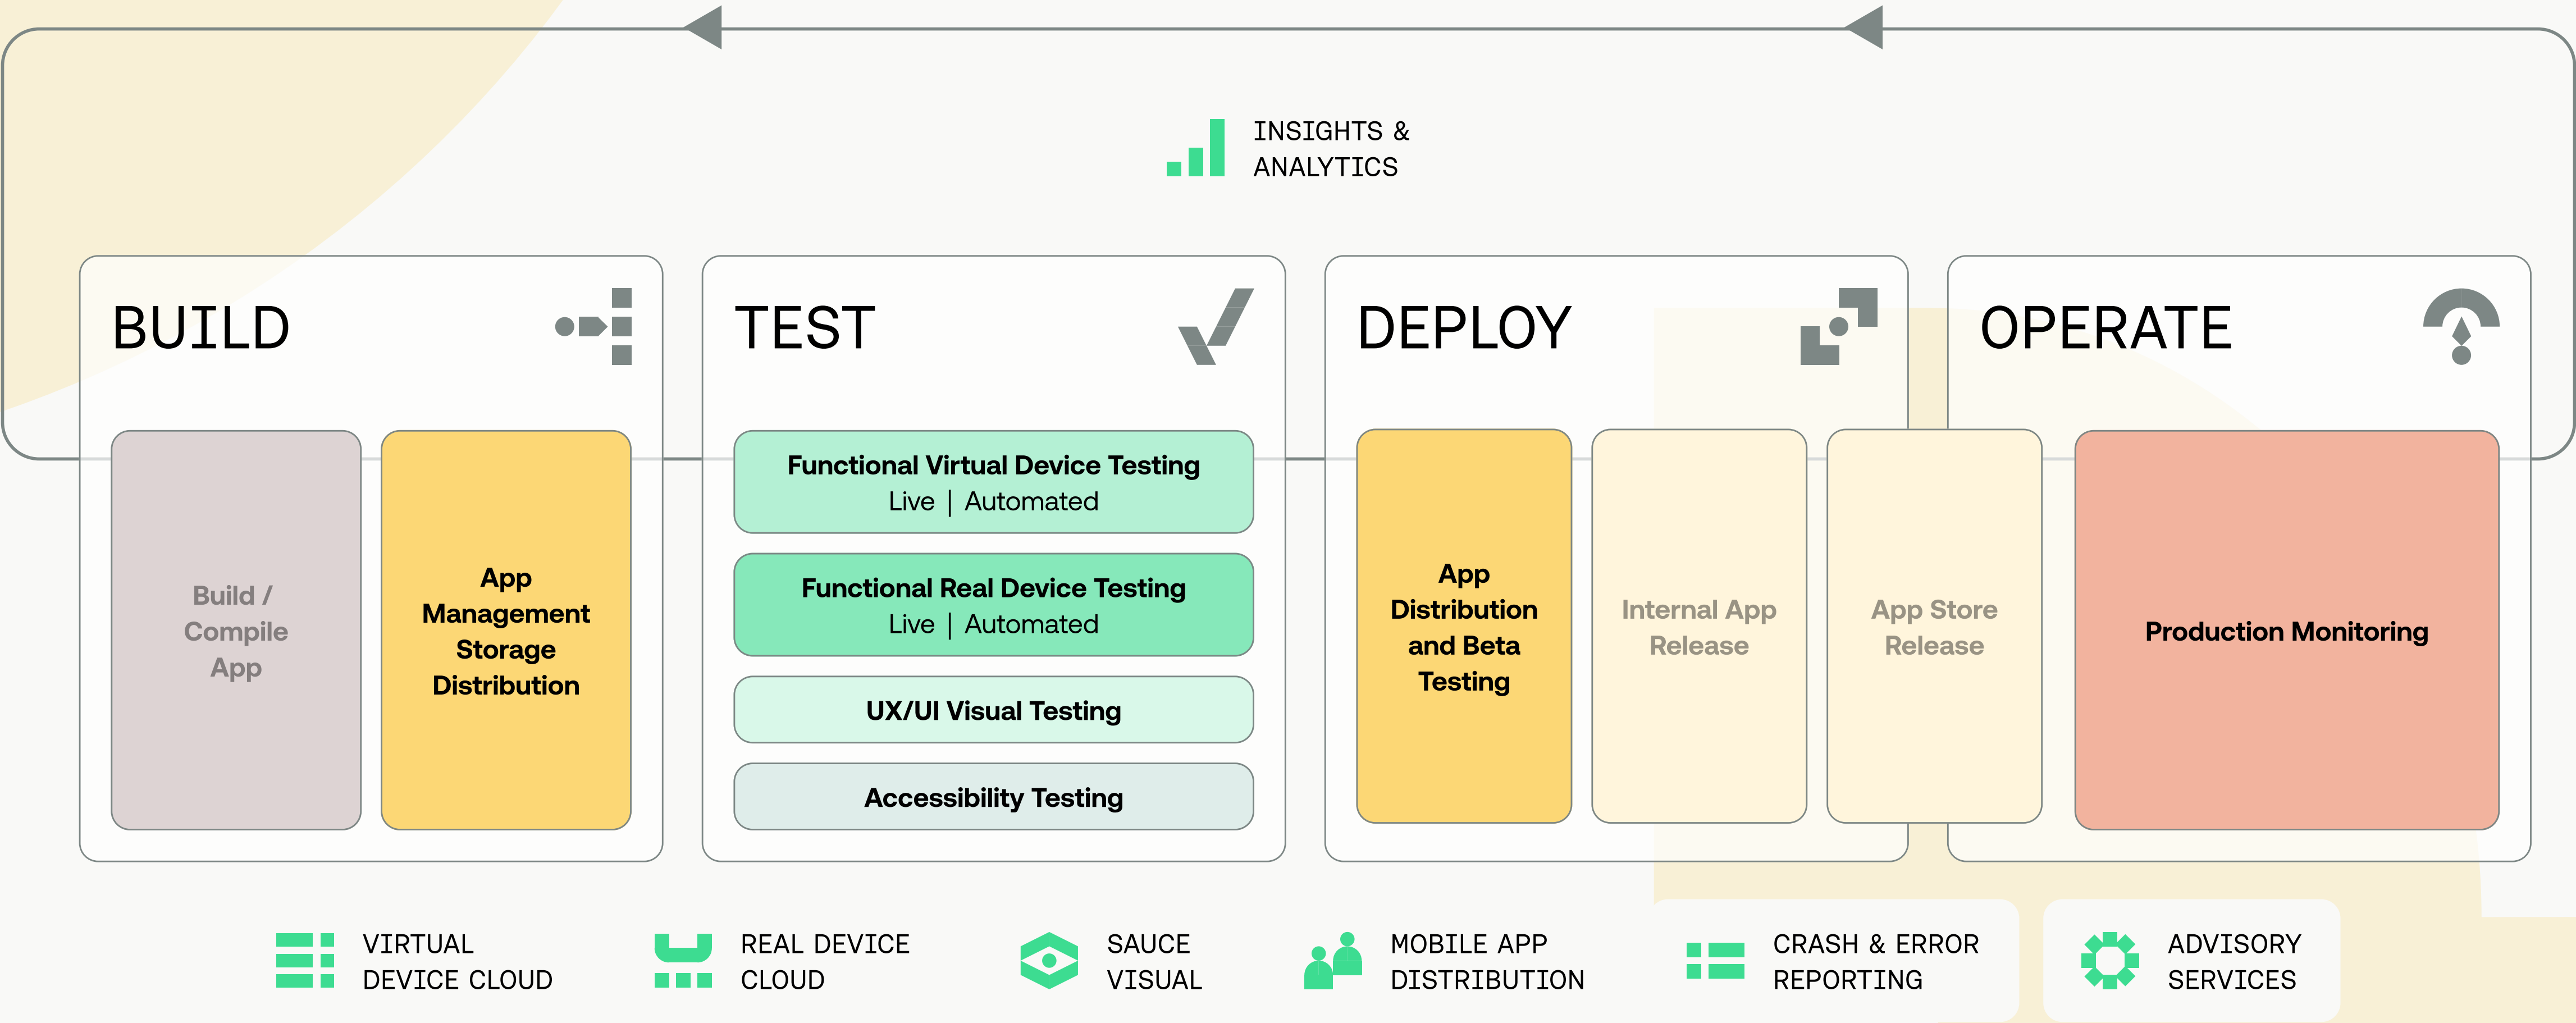 INSIGHTS &
ANALYTICS
BUILD
Build /
Compile
App
App
Management
Storage
Distribution
TEST
Functional Virtual Device Testing
Live | Automated
Functional Real Device Testing
Live | Automated
UX/UI Visual Testing
Accessibility Testing
DEPLOY
App
Distribution
and Beta
Testing
Internal App
Release
App Store
Release
OPERATE
Production Monitoring
VIRTUAL
DEVICE CLOUD
REAL DEVICE
CLOUD
SAUCE
VISUAL
MOBILE APP
DISTRIBUTION
CRASH & ERROR
REPORTING
ADVISORY
SERVICES